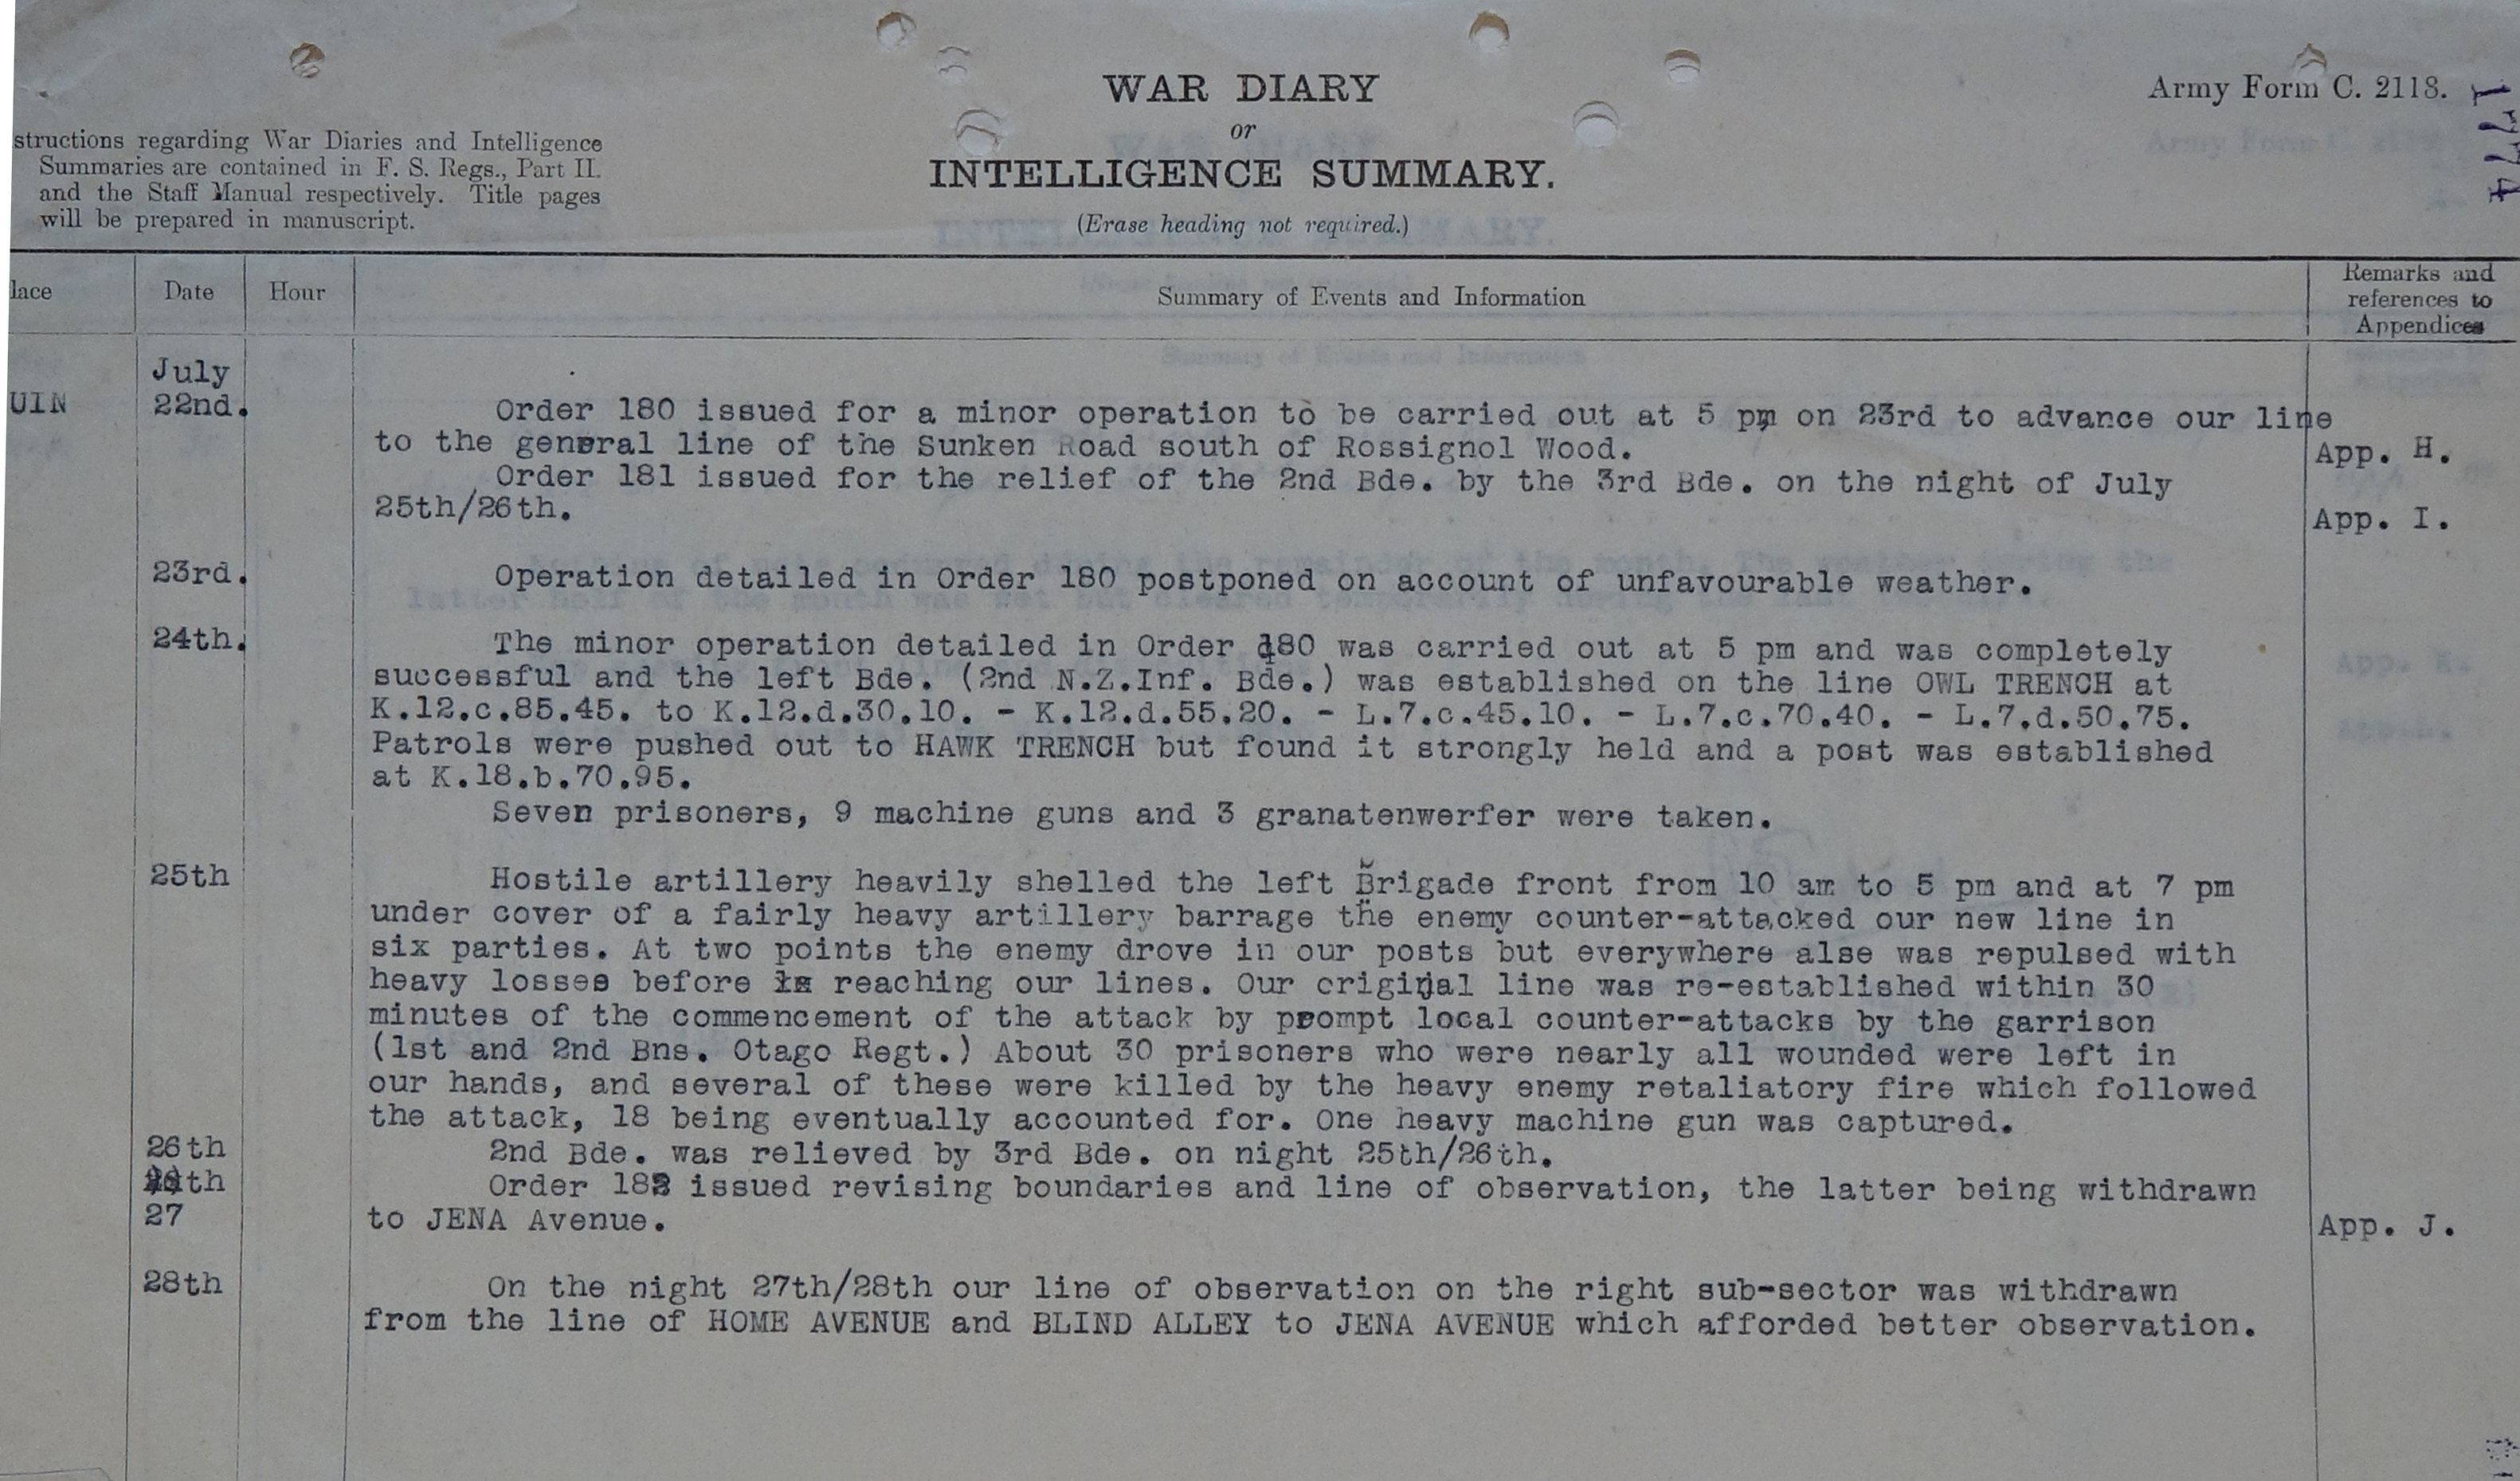 WAR DIARY
or
INTELLIGENCE SUMMARY.
(Erase heading not required.)
Army Form C. 2118.
1774
structions regarding War Diaries and Intelligence
Summaries are contained in F. S. Regs., Part II.
and the Staff Manual respectively. Title pages
will be prepared in manuscript.
lace Date Hour Summary of Events and Information Remarks and references to Appendices
July
UIN 22nd. Order 180 issued for a minor operation to be carried out at 5 pm on 23rd to advance our line
to the general line of the Sunken Road south of Rossignol Wood. App. H.
Order 181 issued for the relief of the 2nd Bde. by the 3rd Bde. on the night of July
25th/26th. App. I.
23rd. Operation detailed in Order 180 postponed on account of unfavourable weather.
24th. The minor operation detailed in Order 180 was carried out at 5 pm and was completely
successful and the left Bde. (2nd N.Z.Inf. Bde.) was established on the line OWL TRENCH at
K.12.c.85.45. to K.12.d.30.10. - K.12.d.55.20. - L.7.c.45.10. - L.7.c.70.40. - L.7.d.50.75.
Patrols were pushed out to HAWK TRENCH but found it strongly held and a post was established
at K.18.b.70.95.
Seven prisoners, 9 machine guns and 3 granatenwerfer were taken.
25th Hostile artillery heavily shelled the left Brigade front from 10 am to 5 pm and at 7 pm
under cover of a fairly heavy artillery barrage the enemy counter-attacked our new line in
six parties. At two points the enemy drove in our posts but everywhere alse was repulsed with
heavy losses before reaching our lines. Our original line was re-established within 30
minutes of the commencement of the attack by prompt local counter-attacks by the garrison
(1st and 2nd Bns. Otago Regt.) About 30 prisoners who were nearly all wounded were left in
our hands, and several of these were killed by the heavy enemy retaliatory fire which followed
the attack, 18 being eventually accounted for. One heavy machine gun was captured.
26th 2nd Bde. was relieved by 3rd Bde. on night 25th/26th.
Order 182 issued revising boundaries and line of observation, the latter being withdrawn
27 to JENA Avenue. App. J.
28th On the night 27th/28th our line of observation on the right sub-sector was withdrawn
from the line of HOME AVENUE and BLIND ALLEY to JENA AVENUE which afforded better observation.